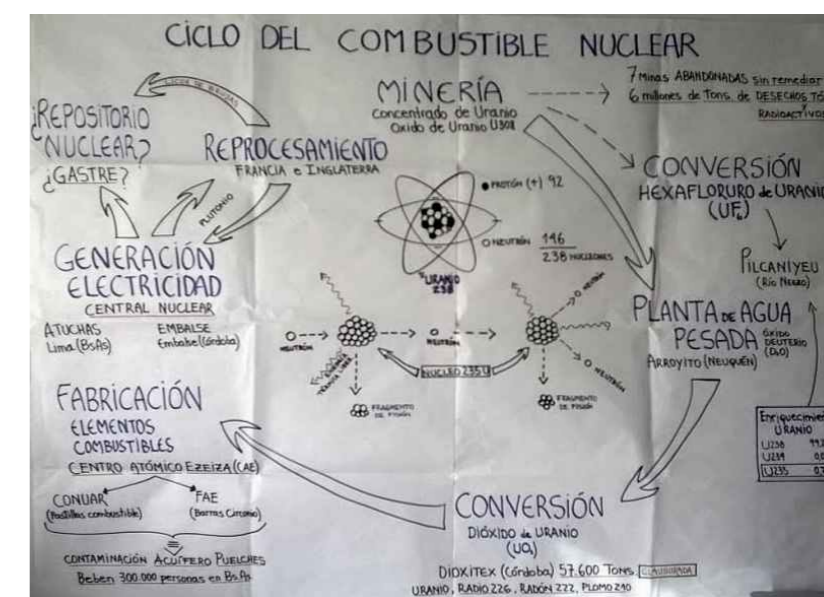 CICLO DEL COMBUSTIBLE NUCLEAR
MINERÍA
Concentrado de Uranio
Oxido de Uranio U3O8
7 Minas ABANDONADAS sin remediar
6 millones de Tons. de DESECHOS
RADIOACTIVOS
¿REPOSITORIO
NUCLEAR?
¿GASTRE?
REPROCESAMIENTO
FRANCIA e INGLATERRA
PLUTONIO
CONVERSIÓN
HEXAFLORURO de URANIO
(UF6)
PILCANIYEU
(Río Negro)
PROTÓN (+) 92
NEUTRÓN 146
238 NUCLEONES
URANIO
238
GENERACIÓN
ELECTRICIDAD
CENTRAL NUCLEAR
ATUCHAS
Lima (BsAs)
EMBALSE
Embalse (Córdoba)
PLANTA DE AGUA
PESADA ÓXIDO
DEUTERIO
(D2O)
ARROYITO (NEUQUÉN)
NEUTRÓN
NEUTRÓN
NEUTRÓN
NEUTRÓN
ENERGÍA
NUCLEO 235U
FRAGMENTO
DE FISIÓN
FRAGMENTO
DE FISIÓN
FABRICACIÓN
ELEMENTOS
COMBUSTIBLES
CENTRO ATÓMICO EZEIZA (CAE)
CONUAR
(Pastillas combustible)
FAE
(Barras Circonio)
CONTAMINACIÓN ACUÍFERO PUELCHES
Beben 300.000 personas en Bs.As.
URANIO
U238
U234
U235
CONVERSIÓN
DIÓXIDO de URANIO
DIOXITEX (Córdoba) 57.600 Tons. CLAUSURADA
URANIO, RADIO 226, RADÓN 222, PLOMO 210